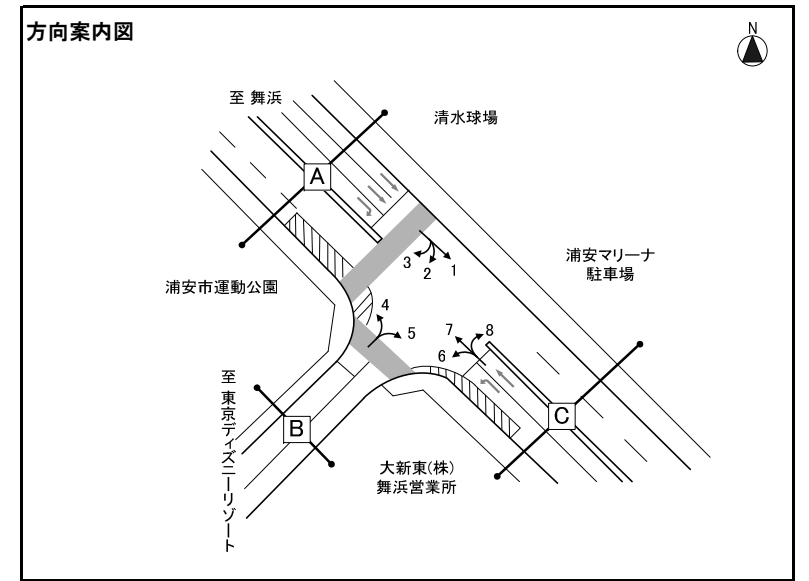 方向案内図
N
至 舞浜
清水球場
A
浦安マリーナ
駐車場
3
2
1
浦安市運動公園
4
5
7
8
6
至 東京ディズニーリゾート
B
C
大新東(株)
舞浜営業所